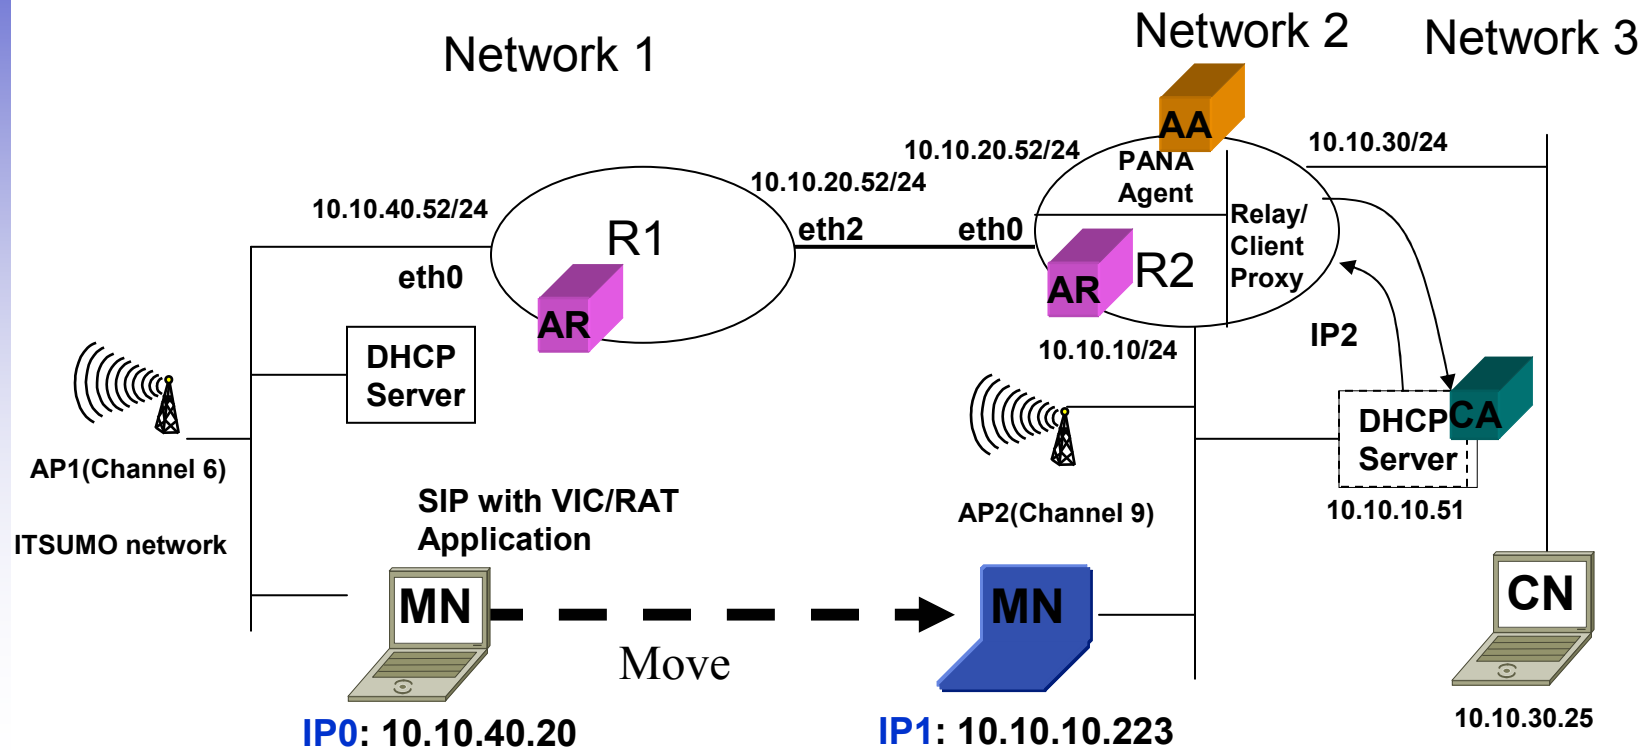 Network 1
Network 2
Network 3
AA
10.10.20.52/24
PANA
Agent
10.10.30/24
10.10.40.52/24
10.10.20.52/24
R1
eth2
eth0
Relay/
Client
Proxy
eth0
AR
AR
R2
IP2
10.10.10/24
DHCP
Server
DHCP
Server
CA
10.10.10.51
AP1(Channel 6)
ITSUMO network
SIP with VIC/RAT
Application
AP2(Channel 9)
MN
Move
MN
CN
IP0: 10.10.40.20
IP1: 10.10.10.223
10.10.30.25